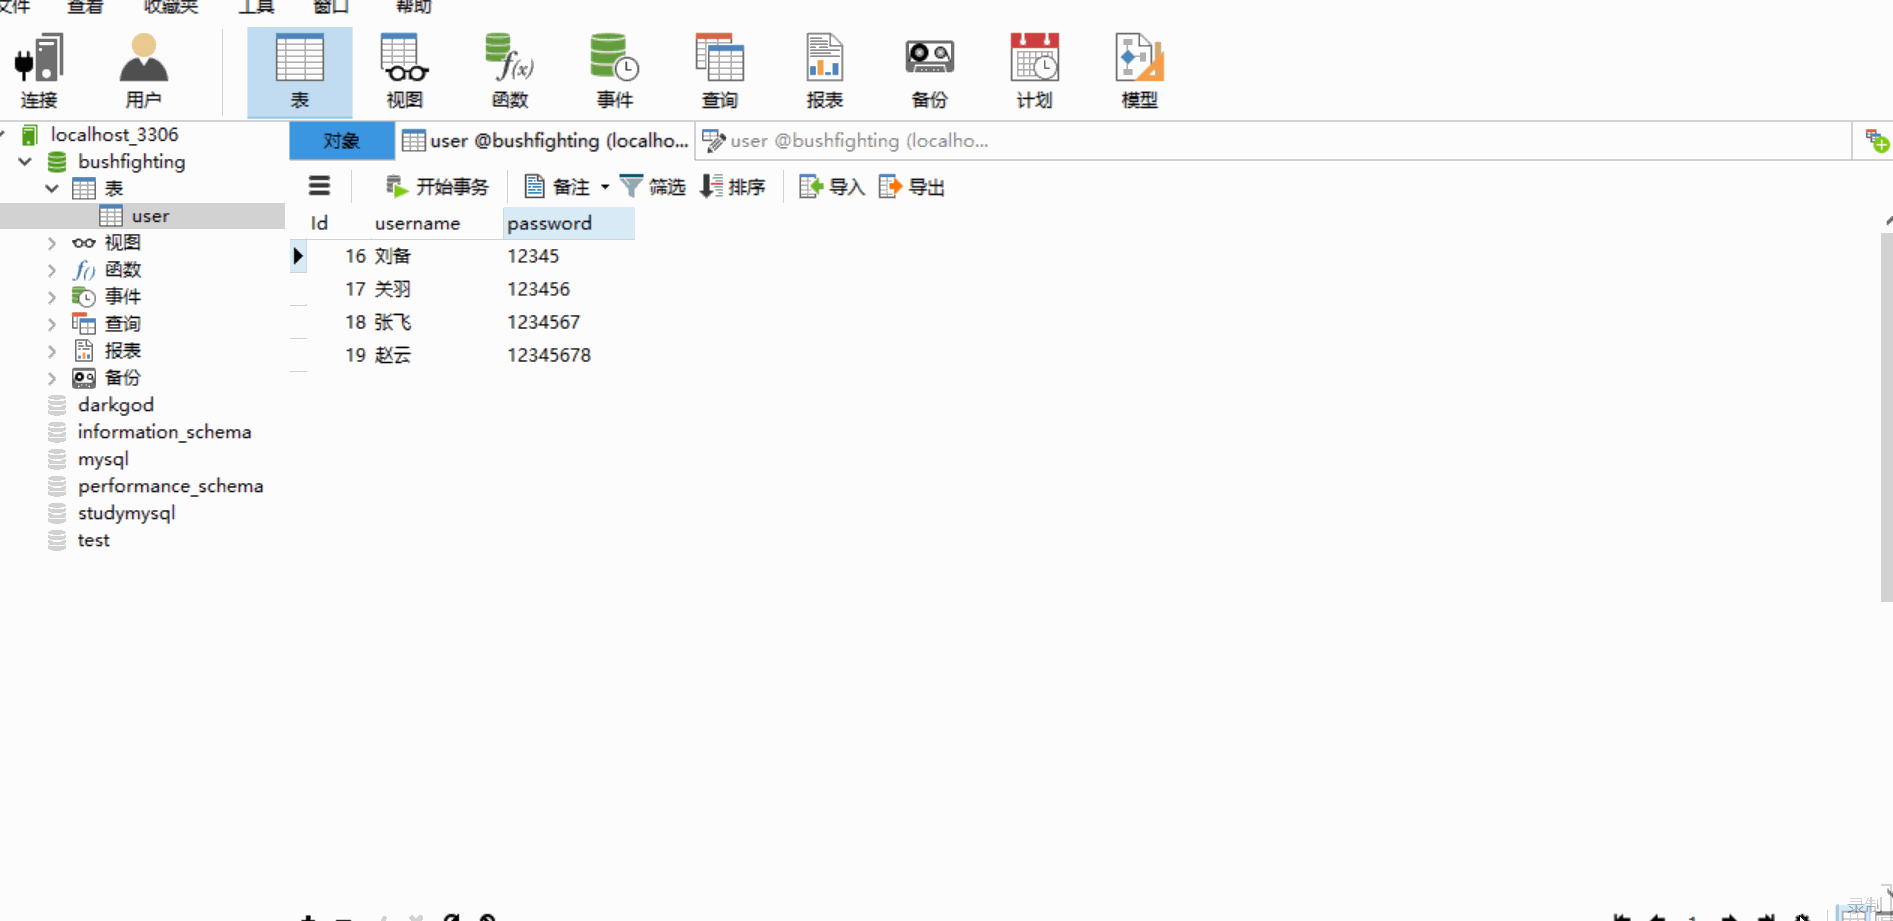 文件 查看 收藏夹 工具 窗口 帮助
连接 用户 表 视图 函数 事件 查询 报表 备份 计划 模型
localhost_3306
bushfighting
表
user
视图
函数
事件
查询
报表
备份
darkgod
information_schema
mysql
performance_schema
studymysql
test
对象 user @bushfighting (localho... user @bushfighting (localho...
开始事务 备注 筛选 排序 导入 导出
Id username password
16 刘备 12345
17 关羽 123456
18 张飞 1234567
19 赵云 12345678
1
录制